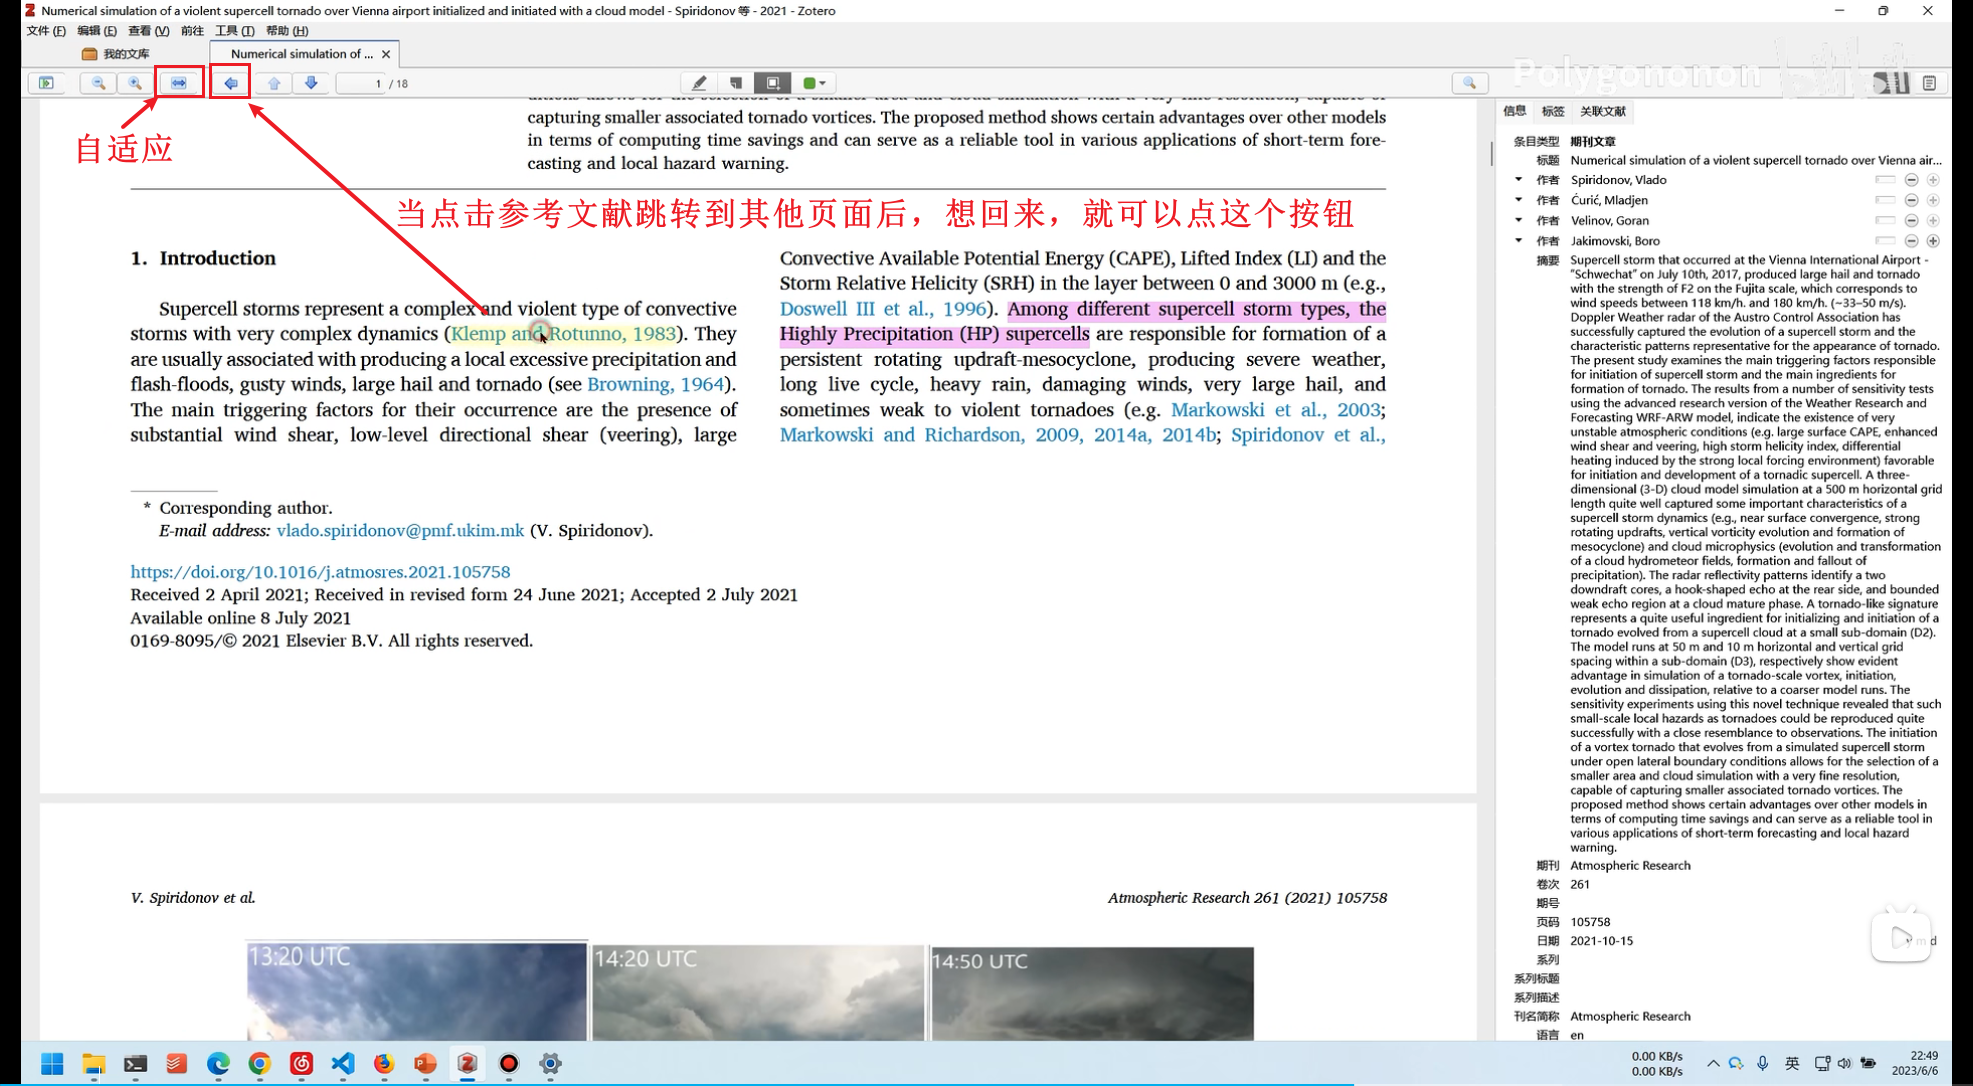 Numerical simulation of a violent supercell tornado over Vienna airport initialized and initiated with a cloud model - Spiridonov 等 - 2021 - Zotero
文件 (F) 编辑 (E) 查看 (V) 前往 工具 (T) 帮助 (H)
我的文库
Numerical simulation of ...
1 / 18
Polygononon
自适应
当点击参考文献跳转到其他页面后，想回来，就可以点这个按钮
capturing smaller associated tornado vortices. The proposed method shows certain advantages over other models
in terms of computing time savings and can serve as a reliable tool in various applications of short-term fore-
casting and local hazard warning.
1. Introduction
Supercell storms represent a complex and violent type of convective
storms with very complex dynamics (Klemp and Rotunno, 1983). They
are usually associated with producing a local excessive precipitation and
flash-floods, gusty winds, large hail and tornado (see Browning, 1964).
The main triggering factors for their occurrence are the presence of
substantial wind shear, low-level directional shear (veering), large
Convective Available Potential Energy (CAPE), Lifted Index (LI) and the
Storm Relative Helicity (SRH) in the layer between 0 and 3000 m (e.g.,
Doswell III et al., 1996). Among different supercell storm types, the
Highly Precipitation (HP) supercells are responsible for formation of a
persistent rotating updraft-mesocyclone, producing severe weather,
long live cycle, heavy rain, damaging winds, very large hail, and
sometimes weak to violent tornadoes (e.g. Markowski et al., 2003;
Markowski and Richardson, 2009, 2014a, 2014b; Spiridonov et al.,
* Corresponding author.
E-mail address: vlado.spiridonov@pmf.ukim.mk (V. Spiridonov).
https://doi.org/10.1016/j.atmosres.2021.105758
Received 2 April 2021; Received in revised form 24 June 2021; Accepted 2 July 2021
Available online 8 July 2021
0169-8095/© 2021 Elsevier B.V. All rights reserved.
V. Spiridonov et al.
Atmospheric Research 261 (2021) 105758
13:20 UTC
14:20 UTC
14:50 UTC
信息 标签 关联文献
条目类型 期刊文章
标题 Numerical simulation of a violent supercell tornado over Vienna air...
作者 Spiridonov, Vlado
作者 Ćurić, Mladjen
作者 Velinov, Goran
作者 Jakimovski, Boro
摘要 Supercell storm that occurred at the Vienna International Airport -
"Schwechat" on July 10th, 2017, produced large hail and tornado
with the strength of F2 on the Fujita scale, which corresponds to
wind speeds between 118 km/h. and 180 km/h. (~33–50 m/s).
Doppler Weather radar of the Austro Control Association has
successfully captured the evolution of a supercell storm and the
characteristic patterns representative for the appearance of tornado.
The present study examines the main triggering factors responsible
for initiation of supercell storm and the main ingredients for
formation of tornado. The results from a number of sensitivity tests
using the advanced research version of the Weather Research and
Forecasting WRF-ARW model, indicate the existence of very
unstable atmospheric conditions (e.g. large surface CAPE, enhanced
wind shear and veering, high storm helicity index, differential
heating induced by the strong local forcing environment) favorable
for initiation and development of a tornadic supercell. A three-
dimensional (3-D) cloud model simulation at a 500 m horizontal grid
length quite well captured some important characteristics of a
supercell storm dynamics (e.g., near surface convergence, strong
rotating updrafts, vertical vorticity evolution and formation of
mesocyclone) and cloud microphysics (evolution and transformation
of a cloud hydrometeor fields, formation and fallout of
precipitation). The radar reflectivity patterns identify a two
downdraft cores, a hook-shaped echo at the rear side, and bounded
weak echo region at a cloud mature phase. A tornado-like signature
represents a quite useful ingredient for initializing and initiation of a
tornado evolved from a supercell cloud at a small sub-domain (D2).
The model runs at 50 m and 10 m horizontal and vertical grid
spacing within a sub-domain (D3), respectively show evident
advantage in simulation of a tornado-scale vortex, initiation,
evolution and dissipation, relative to a coarser model runs. The
sensitivity experiments using this novel technique revealed that such
small-scale local hazards as tornadoes could be reproduced quite
successfully with a close resemblance to observations. The initiation
of a vortex tornado that evolves from a simulated supercell storm
under open lateral boundary conditions allows for the selection of a
smaller area and cloud simulation with a very fine resolution,
capable of capturing smaller associated tornado vortices. The
proposed method shows certain advantages over other models in
terms of computing time savings and can serve as a reliable tool in
various applications of short-term forecasting and local hazard
warning.
期刊 Atmospheric Research
卷次 261
期号
页码 105758
日期 2021-10-15 y m d
系列
系列标题
系列描述
刊名简称 Atmospheric Research
语言 en
0.00 KB/s
0.00 KB/s
英
22:49
2023/6/6